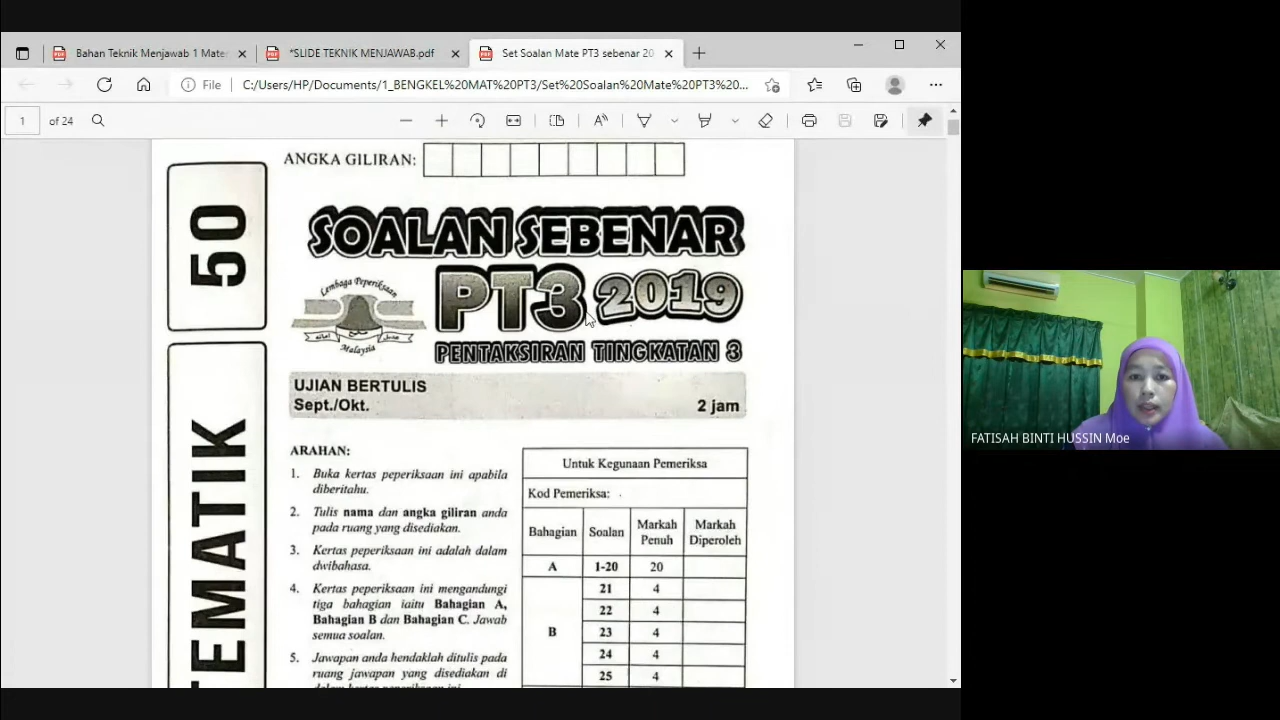 Bahan Teknik Menjawab 1 Mate
*SLIDE TEKNIK MENJAWAB.pdf
Set Soalan Mate PT3 sebenar 20
File
C:/Users/HP/Documents/1_BENGKEL%20MAT%20PT3/Set%20Soalan%20Mate%20PT3%20...
1 of 24
ANGKA GILIRAN:
50
TEMATIK
SOALAN SEBENAR
PT3 2019
PENTAKSIRAN TINGKATAN 3
Lembaga Peperiksaan
Malaysia
UJIAN BERTULIS
Sept./Okt. 2 jam
ARAHAN:
1. Buka kertas peperiksaan ini apabila
diberitahu.
2. Tulis nama dan angka giliran anda
pada ruang yang disediakan.
3. Kertas peperiksaan ini adalah dalam
dwibahasa.
4. Kertas peperiksaan ini mengandungi
tiga bahagian iaitu Bahagian A,
Bahagian B dan Bahagian C. Jawab
semua soalan.
5. Jawapan anda hendaklah ditulis pada
ruang jawapan yang disediakan di
dalam kertas peperiksaan ini
Untuk Kegunaan Pemeriksa
Kod Pemeriksa:
Bahagian Soalan Markah Penuh Markah Diperoleh
A 1-20 20
B
21 4
22 4
23 4
24 4
25 4
FATISAH BINTI HUSSIN Moe